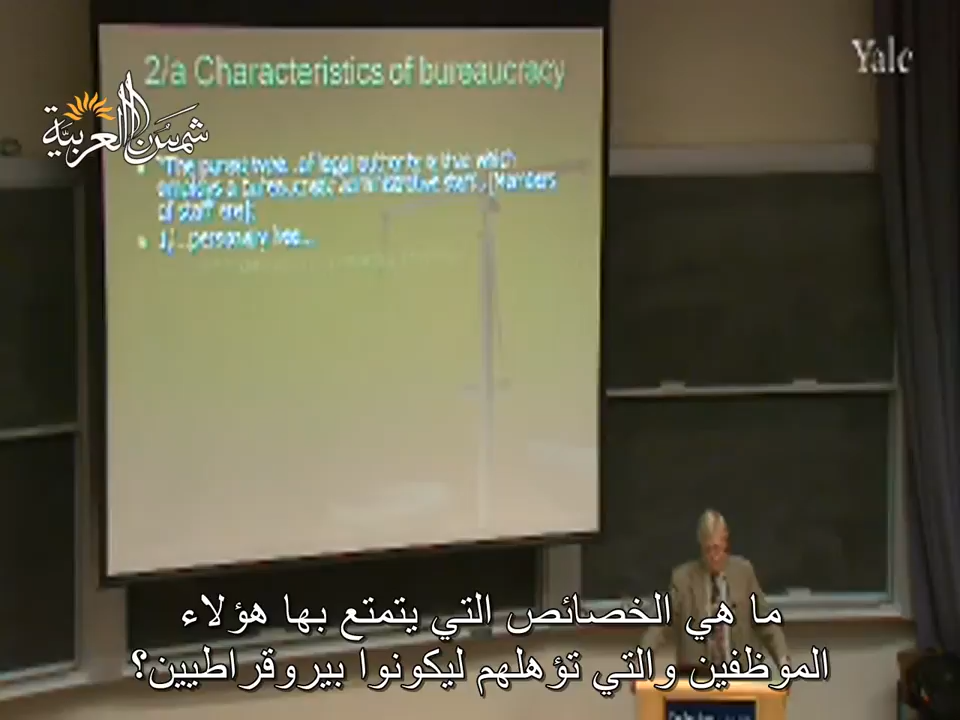 Yale
2/a Characteristics of bureaucracy
شمس العربية
"The purest type...of legal authority is that which
employs a bureaucratic administrative staff...[Members
of staff are]:
1/...personally free...
ما هي الخصائص التي يتمتع بها هؤلاء
الموظفين والتي تؤهلهم ليكونوا بيروقراطيين؟